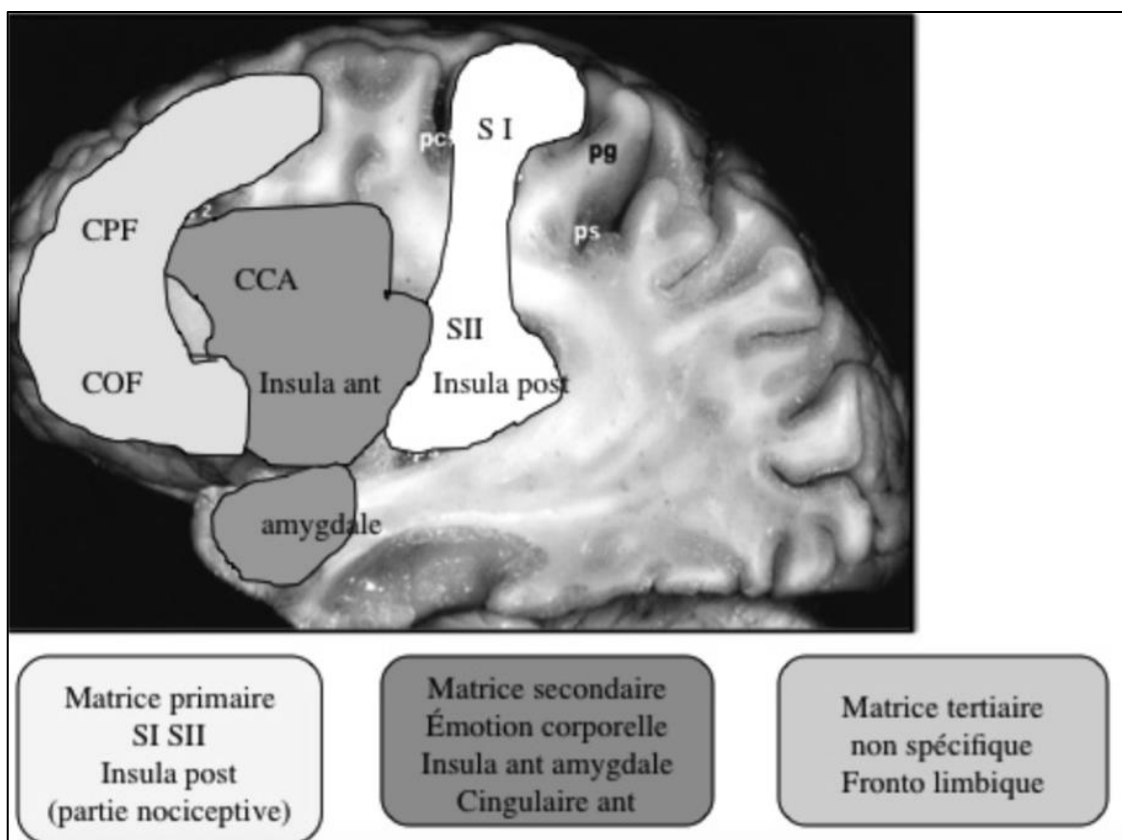 S I
pg
ps
2
CPF
CCA
SII
Insula ant
Insula post
COF
amygdale
Matrice primaire
SI SII
Insula post
(partie nociceptive)
Matrice secondaire
Émotion corporelle
Insula ant amygdale
Cingulaire ant
Matrice tertiaire
non spécifique
Fronto limbique